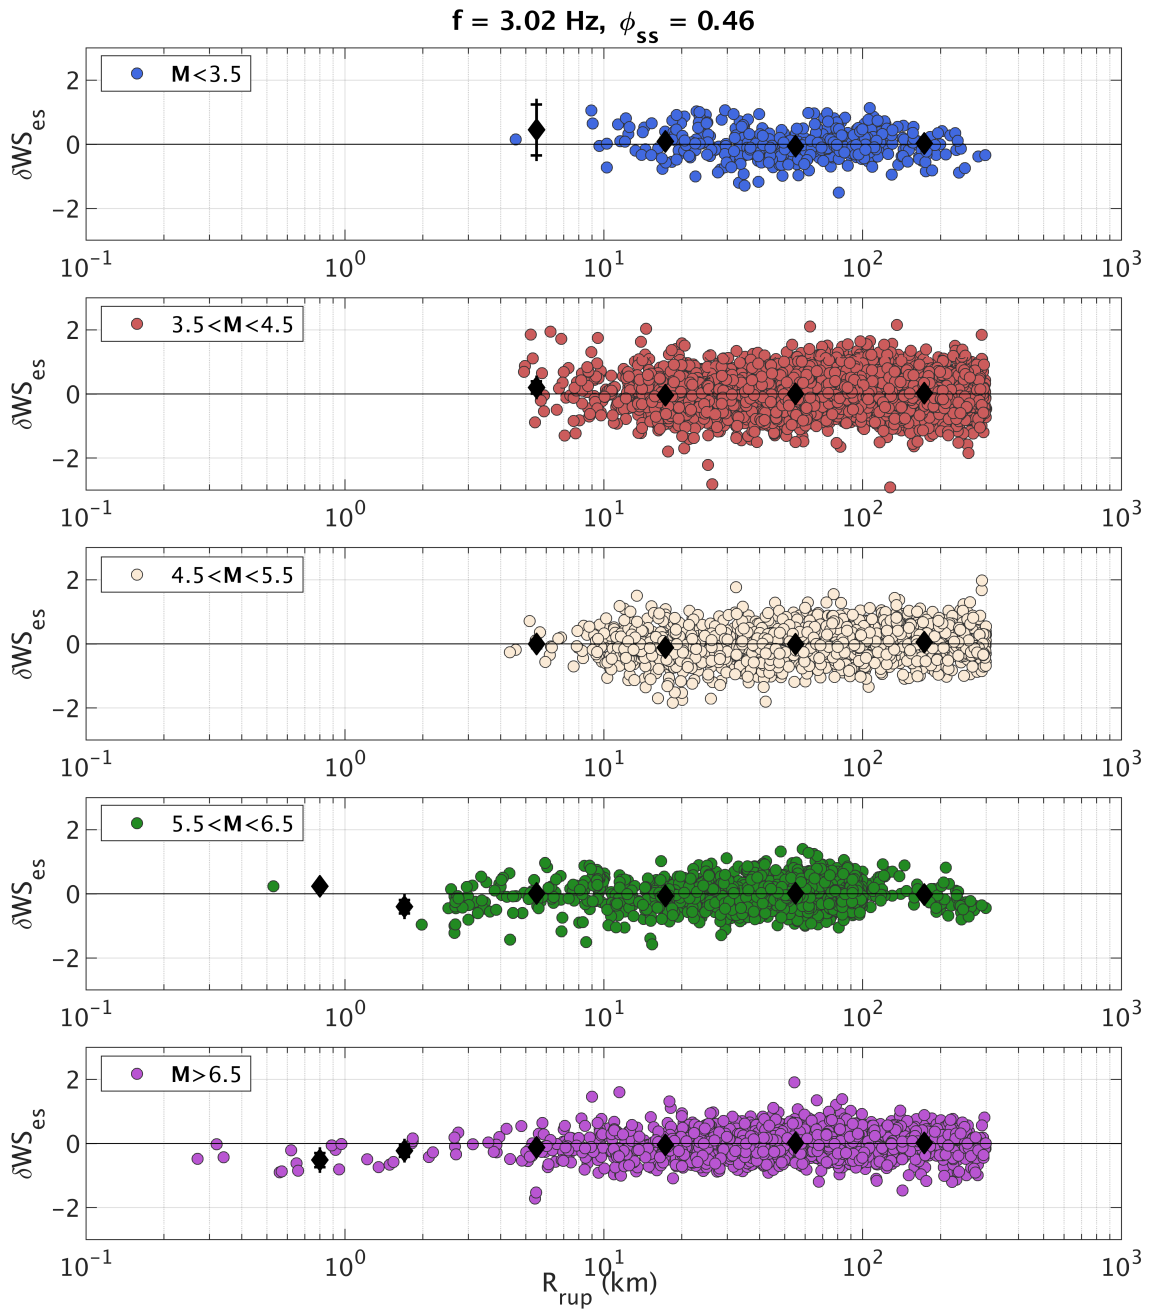 f = 3.02 Hz, ϕss = 0.46
M<3.5
2
0
−2
δWSes
10⁻¹ 10⁰ 10¹ 10² 10³
3.5<M<4.5
2
0
−2
δWSes
10⁻¹ 10⁰ 10¹ 10² 10³
4.5<M<5.5
2
0
−2
δWSes
10⁻¹ 10⁰ 10¹ 10² 10³
5.5<M<6.5
2
0
−2
δWSes
10⁻¹ 10⁰ 10¹ 10² 10³
M>6.5
2
0
−2
δWSes
10⁻¹ 10⁰ 10¹ 10² 10³
Rrup (km)